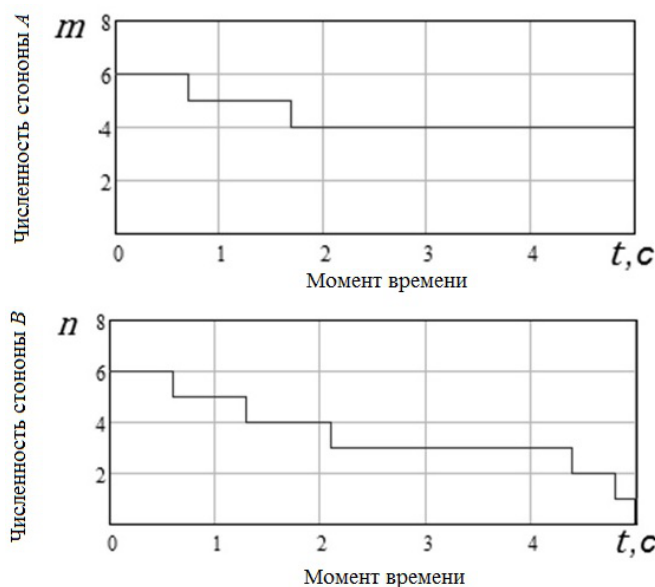 Численность стононы A
m
8
6
4
2
0 1 2 3 4 t,c
Момент времени
Численность стононы B
n
8
6
4
2
0 1 2 3 4 t,c
Момент времени